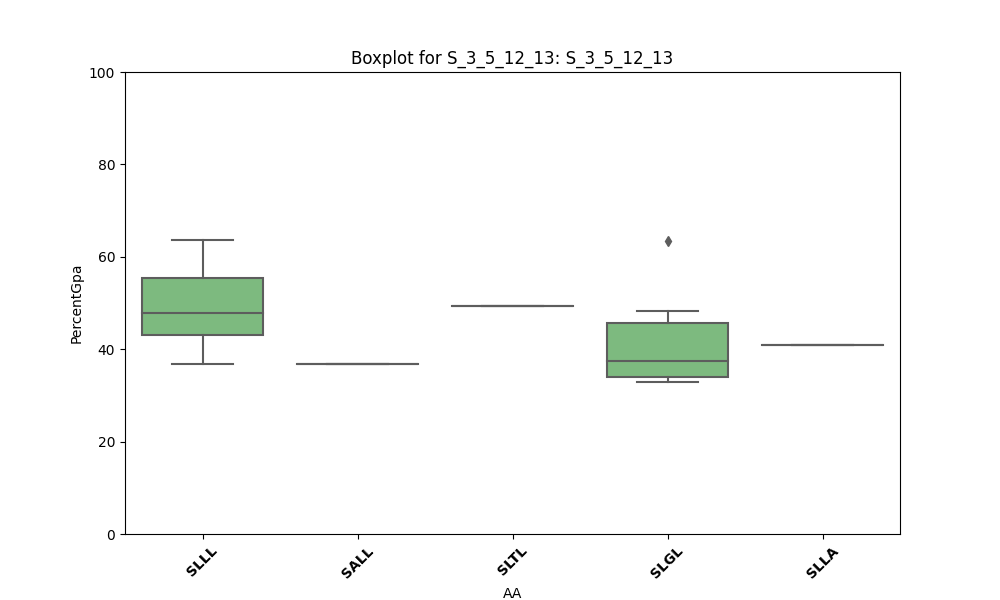 Boxplot for S_3_5_12_13: S_3_5_12_13
100
80
60
40
20
0
PercentGpa
SLLL
SALL
SLTL
SLGL
SLLA
AA